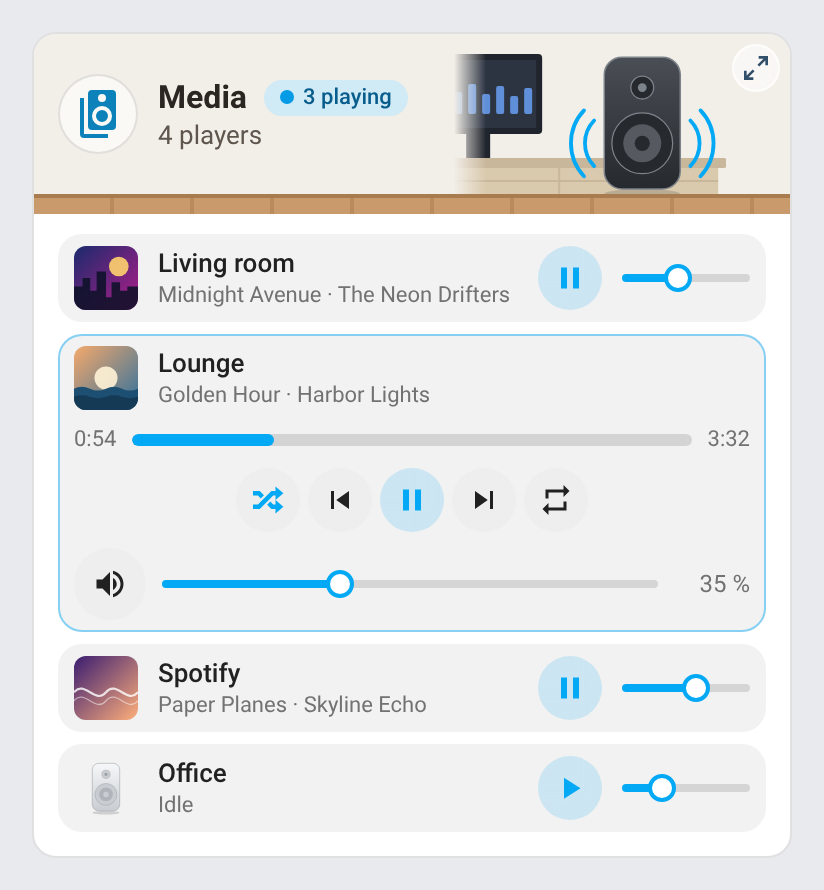 Media
3 playing
4 players
Living room
Midnight Avenue · The Neon Drifters
Lounge
Golden Hour · Harbor Lights
0:54
3:32
35 %
Spotify
Paper Planes · Skyline Echo
Office
Idle